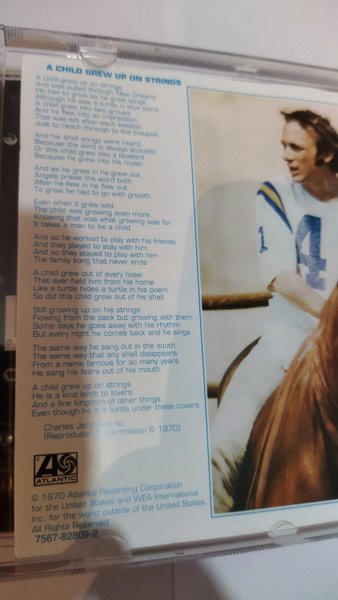 A CHILD GREW UP ON STRINGS
A child grew up on strings
And was pulled through New Orleans
He had to grow so he grew songs
Although he was a turtle in blue jeans
A child grew into two groups
And he flew into an impression
That was left after each session
Just to reach through to the troupes
And his shell songs were heard
Because the wind is always acoustic
Or this child grew into a bluebird
Because he grew into his music
And as he grew in he grew out
Angels praise the word both
After he flew in he flew out
To grow he had to go with growth
Even when it grew wild
The child was growing even more
Knowing that was what growing was for
It takes a man to be a child
And so he worked to play with his friends
And they played to stay with him
And so they stayed to play with him
The family song that never ends
A child grew out of every hotel
That ever held him from his home
Like a turtle hides a turtle in his poem
So did this child grow out of his shell
Still growing up on his strings
Flowing from the pack but growing with them
Some days he goes away with his rhythm
But every night he comes back and he sings
The same way he sang out in the south
The same way that any shell disappears
From a name famous for so many years
He sang his fears out of his mouth
A child grew up on strings
He is a kind lamb to lovers
And a fine kingdom of other things
Even though he is a turtle under these covers
Charles John
(Reproduced permission © 1970)
ATLANTIC
© 1970 Atlantic Recording Corporation
for the United States and WEA International
Inc. for the world outside of the United States.
All Rights Reserved
7567-82809-2
1
4